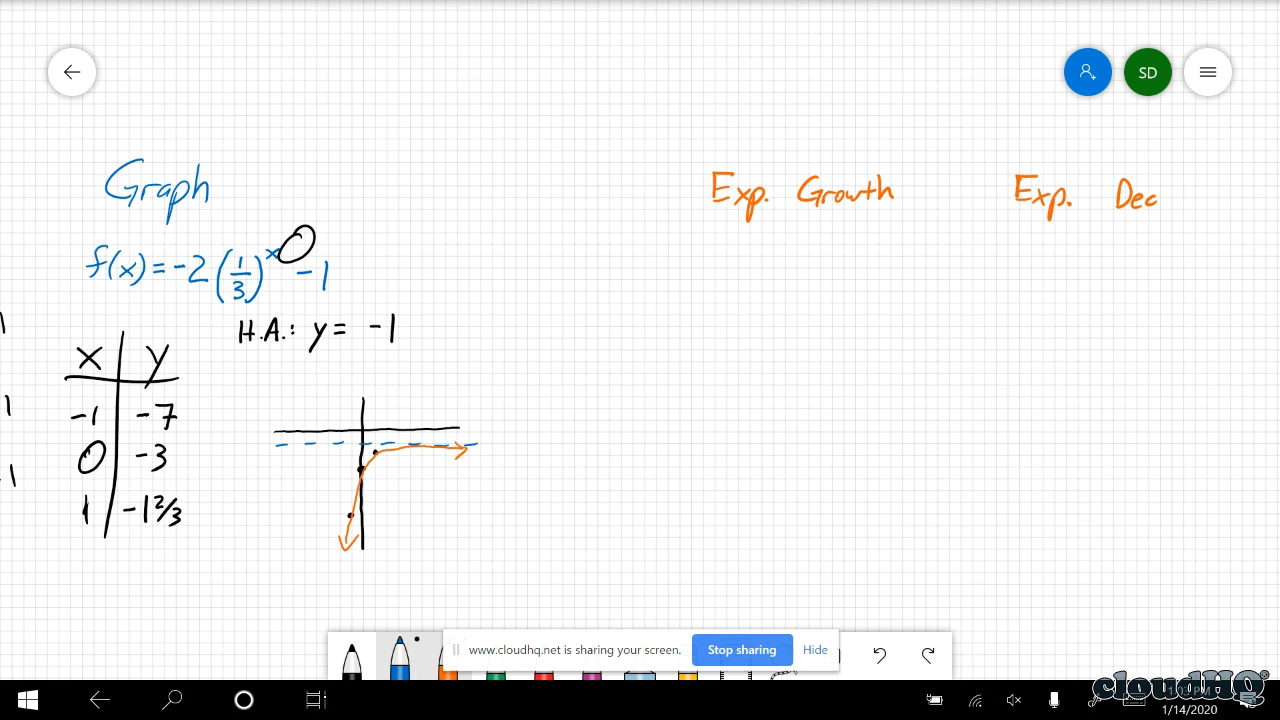 SD
Graph
Exp. Growth
Exp. Dec
f(x) = -2(1/3)^x - 1
H.A.: y = -1
x | y
-1 | -7
0 | -3
1 | -1 2/3
www.cloudhq.net is sharing your screen.
Stop sharing
Hide
cloudHQ
1/14/2020